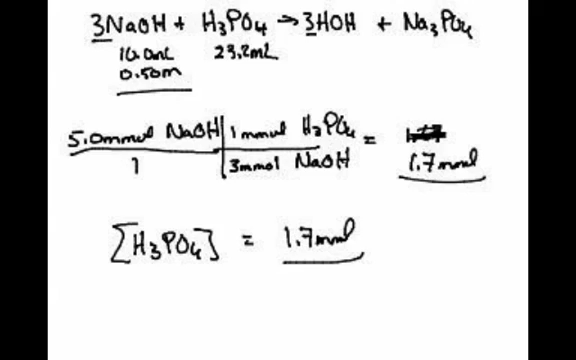 3NaOH + H₃PO₄ → 3HOH + Na₃PO₄
10.0mL 23.2mL
0.50m
5.0mmol NaOH | 1 mmol H₃PO₄ =
1 | 3mmol NaOH 1.7mmol
[H₃PO₄] = 1.7mmol